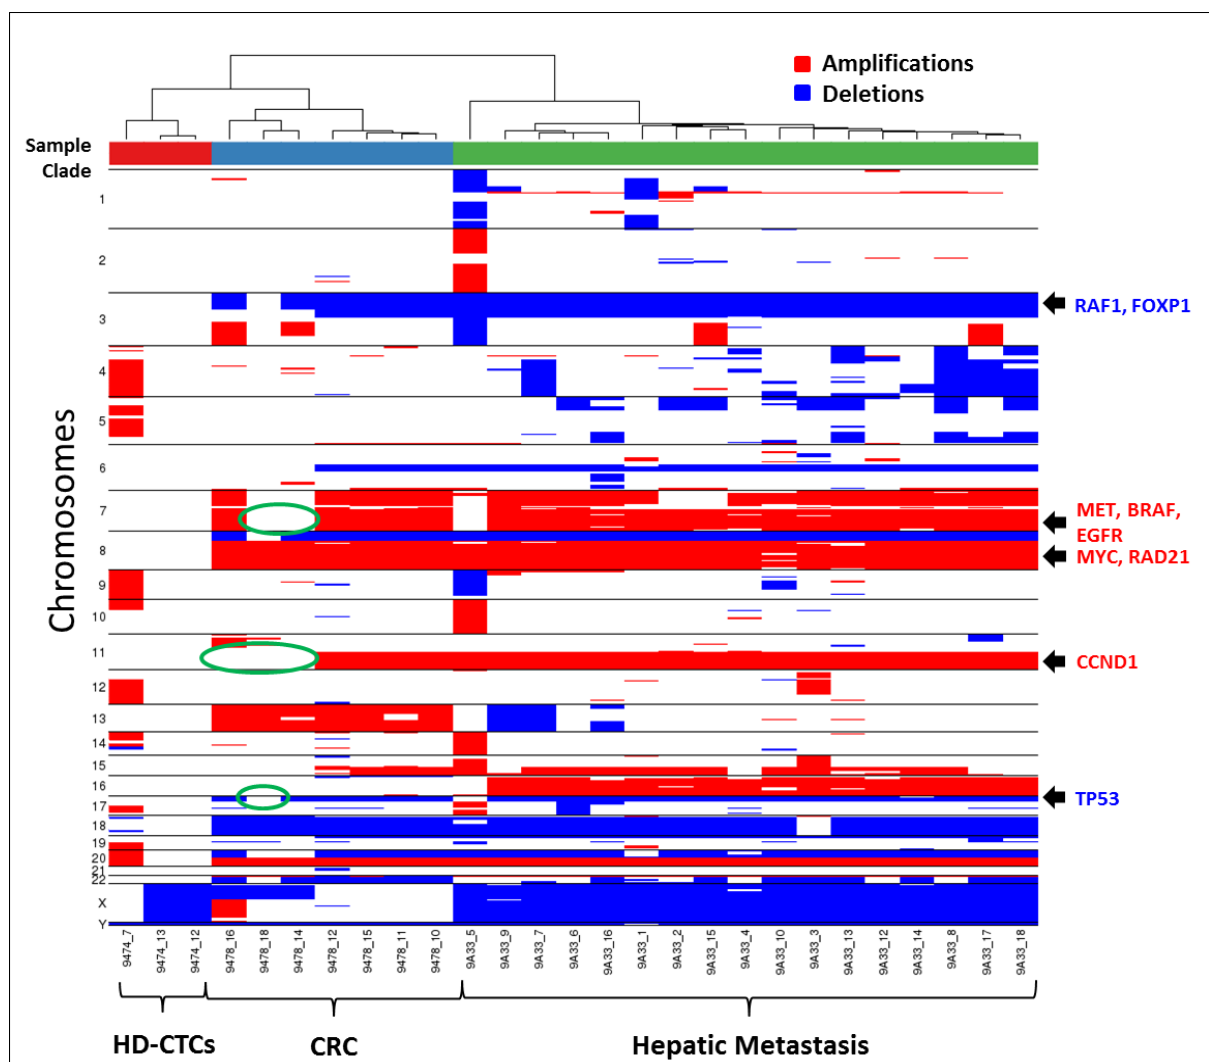 Amplifications
Deletions
Sample
Clade
Chromosomes
1
2
3
4
5
6
7
8
9
10
11
12
13
14
15
16
17
18
19
20
21
22
X
Y
RAF1, FOXP1
MET, BRAF,
EGFR
MYC, RAD21
CCND1
TP53
9474_7
9474_13
9474_12
9478_16
9478_18
9478_14
9478_12
9478_15
9478_11
9478_10
9A33_5
9A33_9
9A33_7
9A33_6
9A33_16
9A33_1
9A33_2
9A33_15
9A33_4
9A33_10
9A33_3
9A33_13
9A33_12
9A33_14
9A33_8
9A33_17
9A33_18
HD-CTCs
CRC
Hepatic Metastasis